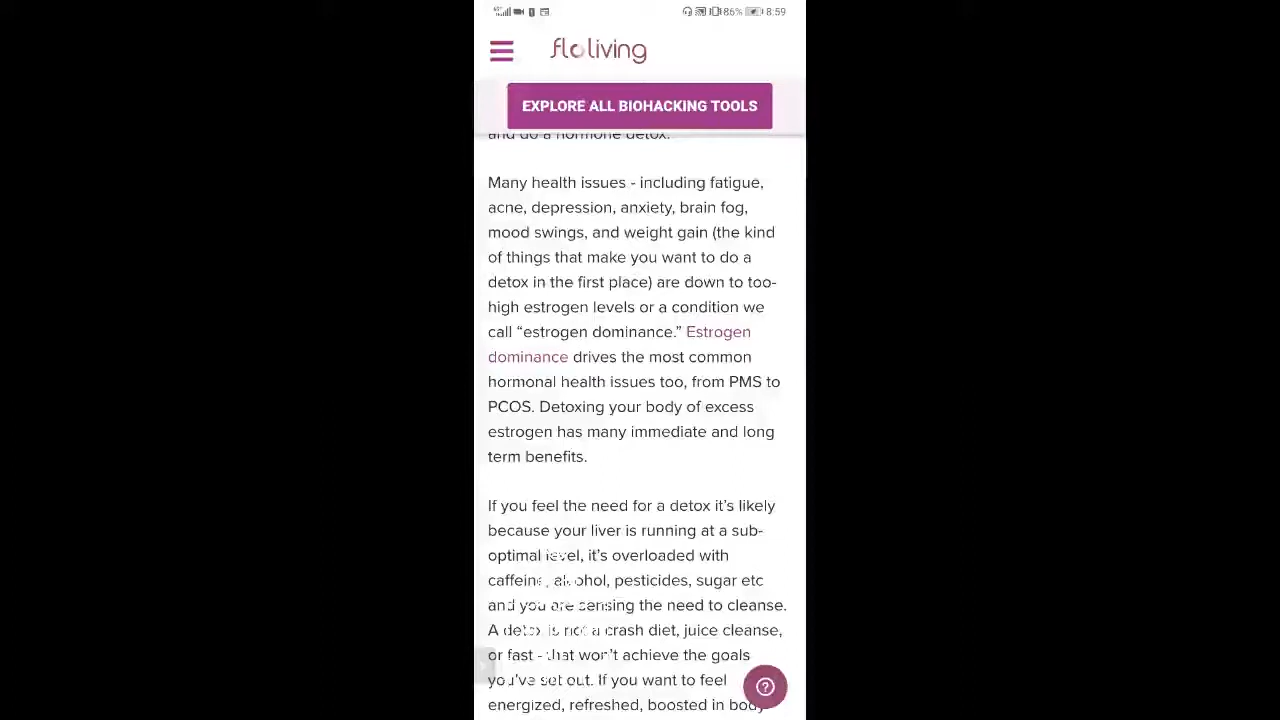 86% 8:59
floliving
EXPLORE ALL BIOHACKING TOOLS
and do a hormone detox.
Many health issues - including fatigue,
acne, depression, anxiety, brain fog,
mood swings, and weight gain (the kind
of things that make you want to do a
detox in the first place) are down to too-
high estrogen levels or a condition we
call “estrogen dominance.” Estrogen
dominance drives the most common
hormonal health issues too, from PMS to
PCOS. Detoxing your body of excess
estrogen has many immediate and long
term benefits.
If you feel the need for a detox it’s likely
because your liver is running at a sub-
optimal level, it’s overloaded with
caffeine, alcohol, pesticides, sugar etc
and you are sensing the need to cleanse.
A detox is not a crash diet, juice cleanse,
or fast - that won’t achieve the goals
you’ve set out. If you want to feel
energized, refreshed, boosted in body